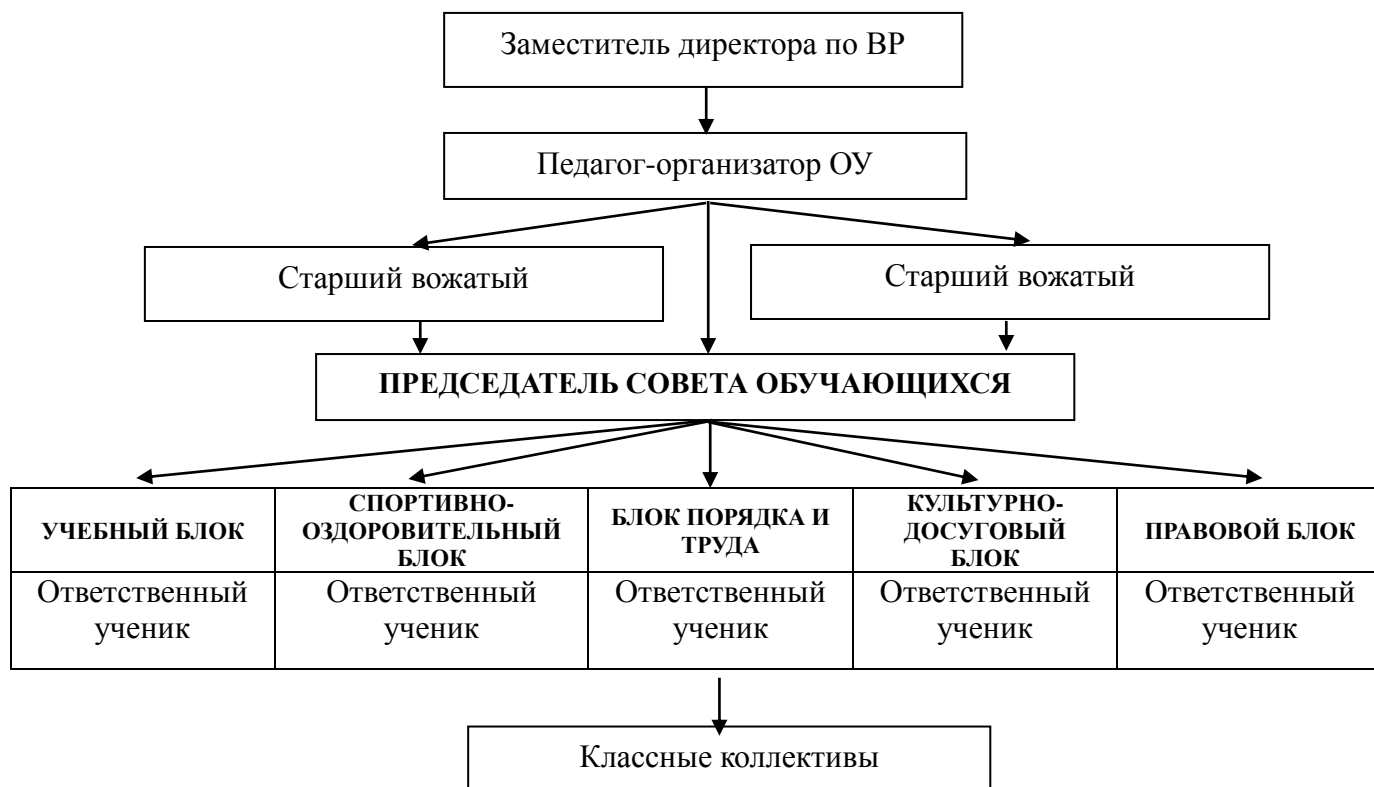 Заместитель директора по ВР
Педагог-организатор ОУ
Старший вожатый
Старший вожатый
ПРЕДСЕДАТЕЛЬ СОВЕТА ОБУЧАЮЩИХСЯ
УЧЕБНЫЙ БЛОК
СПОРТИВНО-
ОЗДОРОВИТЕЛЬНЫЙ
БЛОК
БЛОК ПОРЯДКА И
ТРУДА
КУЛЬТУРНО-
ДОСУГОВЫЙ
БЛОК
ПРАВОВОЙ БЛОК
Ответственный
ученик
Ответственный
ученик
Ответственный
ученик
Ответственный
ученик
Ответственный
ученик
Классные коллективы